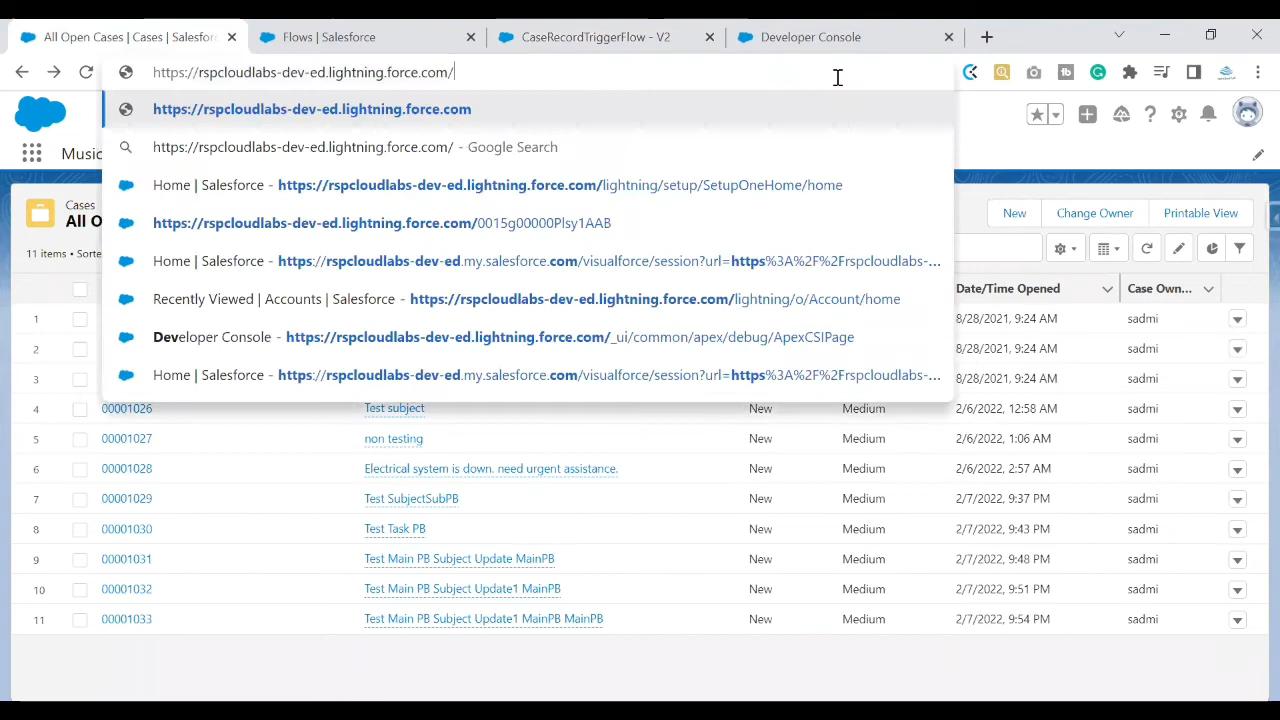 All Open Cases | Cases | Salesfor
Flows | Salesforce
CaseRecordTriggerFlow - V2
Developer Console
https://rspcloudlabs-dev-ed.lightning.force.com/
https://rspcloudlabs-dev-ed.lightning.force.com
https://rspcloudlabs-dev-ed.lightning.force.com/ - Google Search
Home | Salesforce - https://rspcloudlabs-dev-ed.lightning.force.com/lightning/setup/SetupOneHome/home
https://rspcloudlabs-dev-ed.lightning.force.com/0015g00000Plsy1AAB
Home | Salesforce - https://rspcloudlabs-dev-ed.my.salesforce.com/visualforce/session?url=https%3A%2F%2Frspcloudlabs-...
Recently Viewed | Accounts | Salesforce - https://rspcloudlabs-dev-ed.lightning.force.com/lightning/o/Account/home
Developer Console - https://rspcloudlabs-dev-ed.lightning.force.com/_ui/common/apex/debug/ApexCSIPage
Home | Salesforce - https://rspcloudlabs-dev-ed.my.salesforce.com/visualforce/session?url=https%3A%2F%2Frspcloudlabs-...
Music
Cases
All O
New Change Owner Printable View
11 items • Sorte
Date/Time Opened Case Own...
1 8/28/2021, 9:24 AM sadmi
2 8/28/2021, 9:24 AM sadmi
3 8/28/2021, 9:24 AM sadmi
4 00001026 Test subject New Medium 2/6/2022, 12:58 AM sadmi
5 00001027 non testing New Medium 2/6/2022, 1:06 AM sadmi
6 00001028 Electrical system is down. need urgent assistance. New Medium 2/6/2022, 2:57 AM sadmi
7 00001029 Test SubjectSubPB New Medium 2/7/2022, 9:37 PM sadmi
8 00001030 Test Task PB New Medium 2/7/2022, 9:43 PM sadmi
9 00001031 Test Main PB Subject Update MainPB New Medium 2/7/2022, 9:48 PM sadmi
10 00001032 Test Main PB Subject Update1 MainPB New Medium 2/7/2022, 9:51 PM sadmi
11 00001033 Test Main PB Subject Update1 MainPB MainPB New Medium 2/7/2022, 9:54 PM sadmi